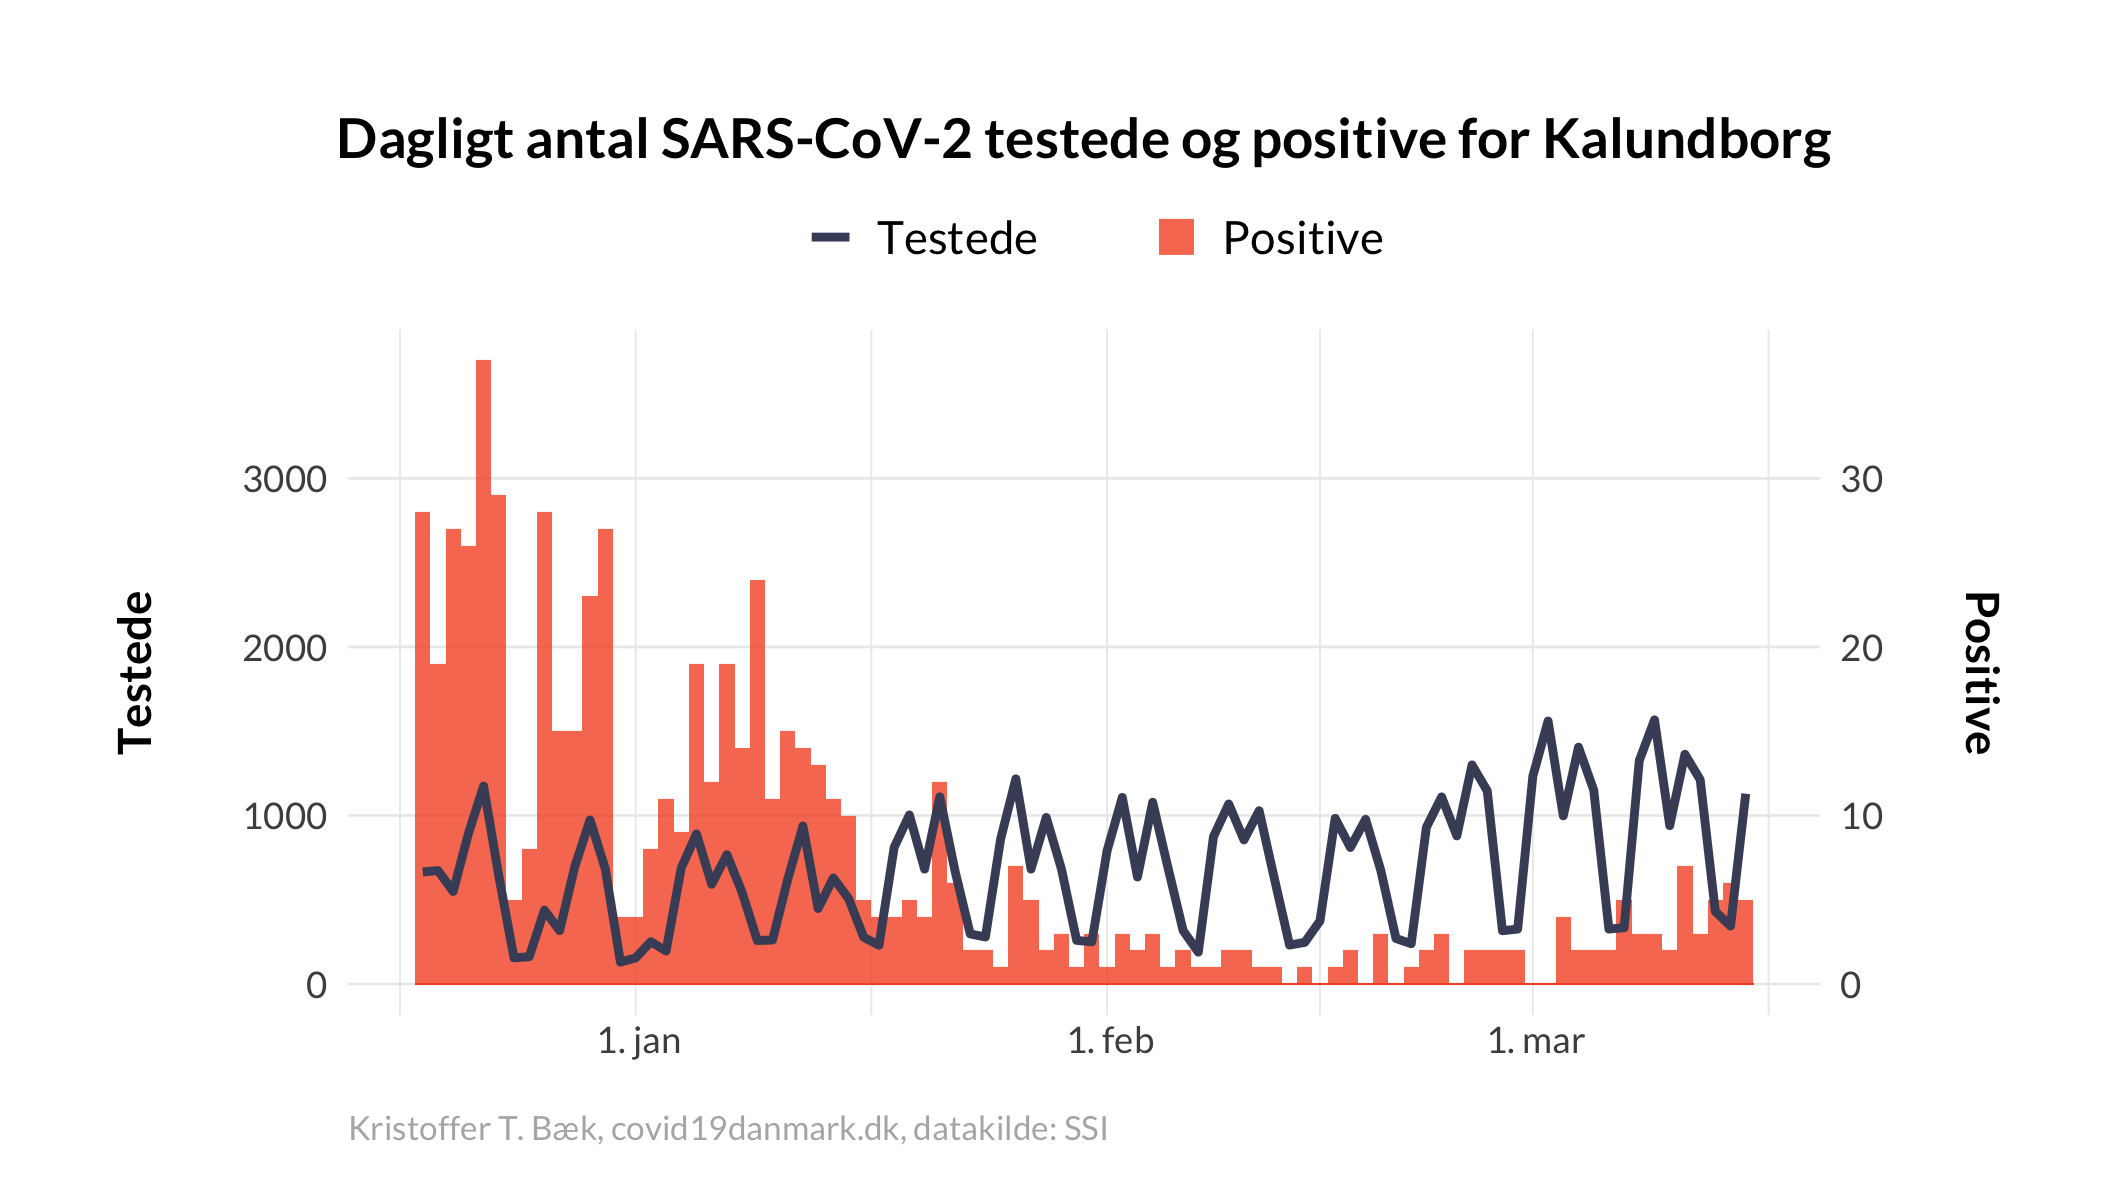 Dagligt antal SARS-CoV-2 testede og positive for Kalundborg
Testede
Positive
3000
2000
1000
0
Testede
30
20
10
0
Positive
1. jan
1. feb
1. mar
Kristoffer T. Bæk, covid19danmark.dk, datakilde: SSI